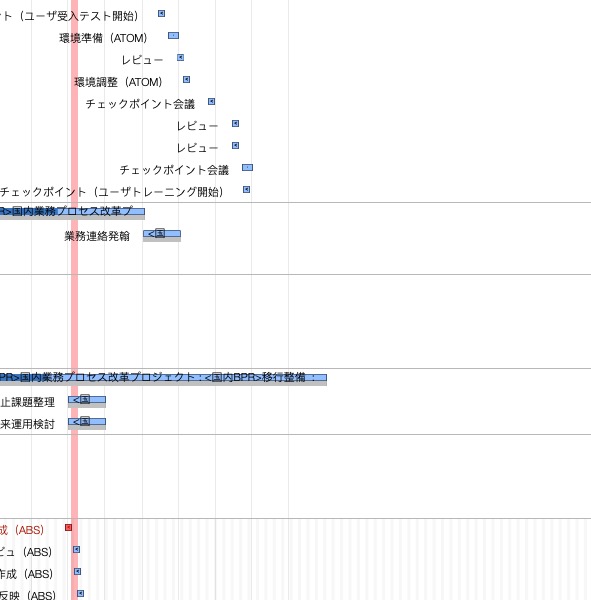 ント（ユーザ受入テスト開始）
環境準備（ATOM）
レビュー
環境調整（ATOM）
チェックポイント会議
レビュー
レビュー
チェックポイント会議
チェックポイント（ユーザトレーニング開始）
R>国内業務プロセス改革プ
業務連絡発翰 <国
PR>国内業務プロセス改革プロジェクト：<国内BPR>移行整備 ：
止課題整理 <国
来運用検討 <国
成（ABS）
ビュ（ABS）
作成（ABS）
反映（ABS）